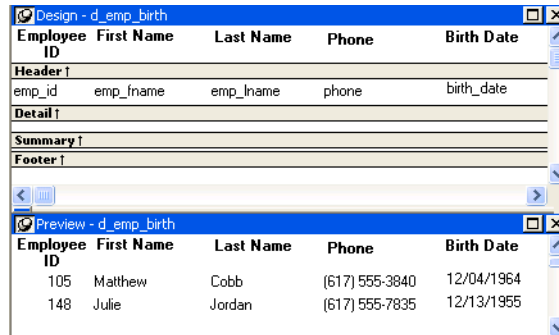 Design - d_emp_birth
Employee ID First Name Last Name Phone Birth Date
Header ↑
emp_id emp_fname emp_lname phone birth_date
Detail ↑
Summary ↑
Footer ↑
Preview - d_emp_birth
Employee ID First Name Last Name Phone Birth Date
105 Matthew Cobb (617) 555-3840 12/04/1964
148 Julie Jordan (617) 555-7835 12/13/1955